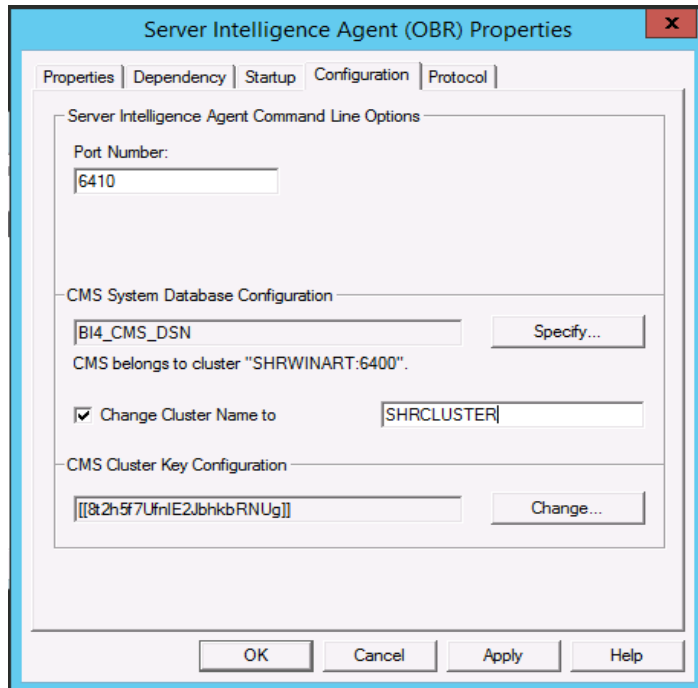 Server Intelligence Agent (OBR) Properties
x
Properties Dependency Startup Configuration Protocol
Server Intelligence Agent Command Line Options
Port Number:
6410
CMS System Database Configuration
BI4_CMS_DSN
Specify...
CMS belongs to cluster "SHRWINART:6400".
Change Cluster Name to
SHRCLUSTER
CMS Cluster Key Configuration
[[8t2h5f7UfnIE2JbhkbRNUg]]
Change...
OK Cancel Apply Help